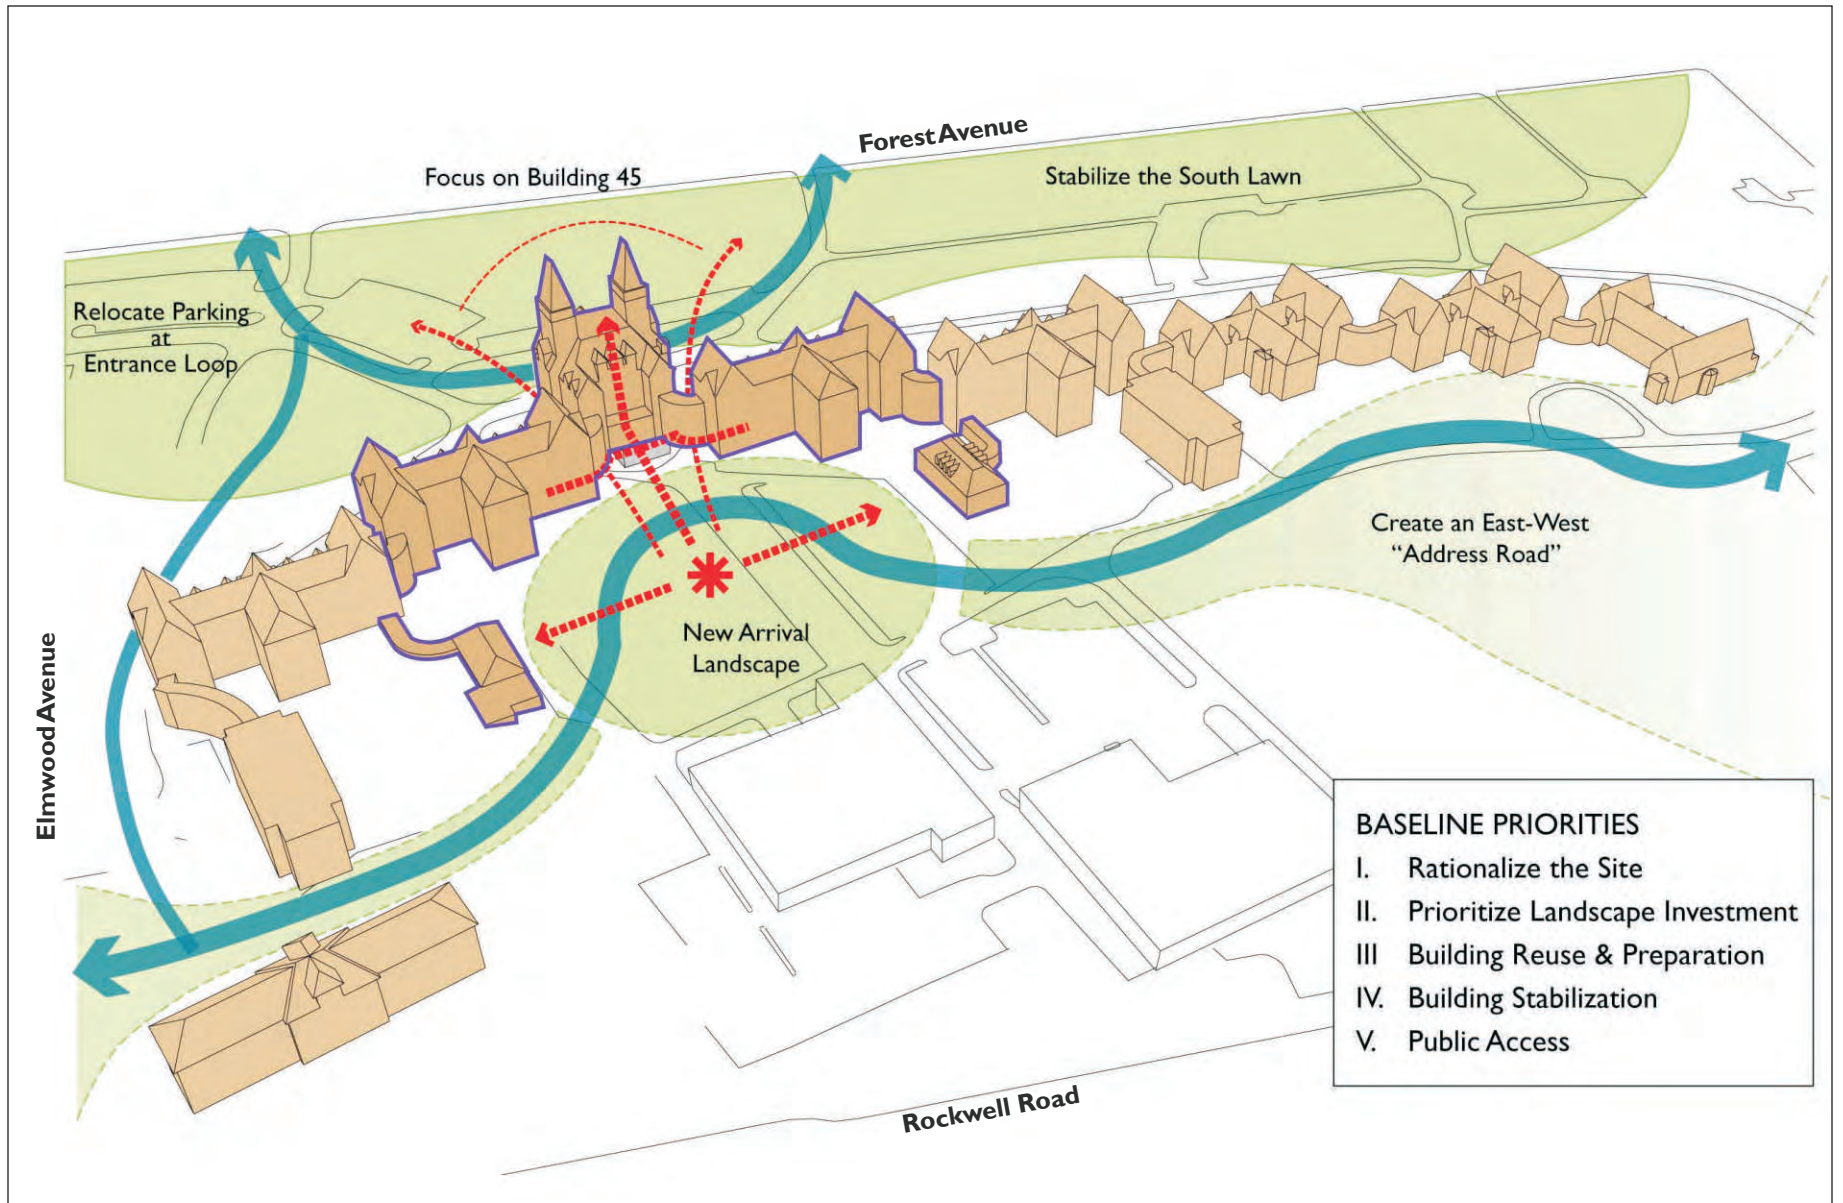 Forest Avenue
Focus on Building 45
Stabilize the South Lawn
Relocate Parking
at
Entrance Loop
Create an East-West
“Address Road”
New Arrival
Landscape
Elmwood Avenue
BASELINE PRIORITIES
I. Rationalize the Site
II. Prioritize Landscape Investment
III Building Reuse & Preparation
IV. Building Stabilization
V. Public Access
Rockwell Road